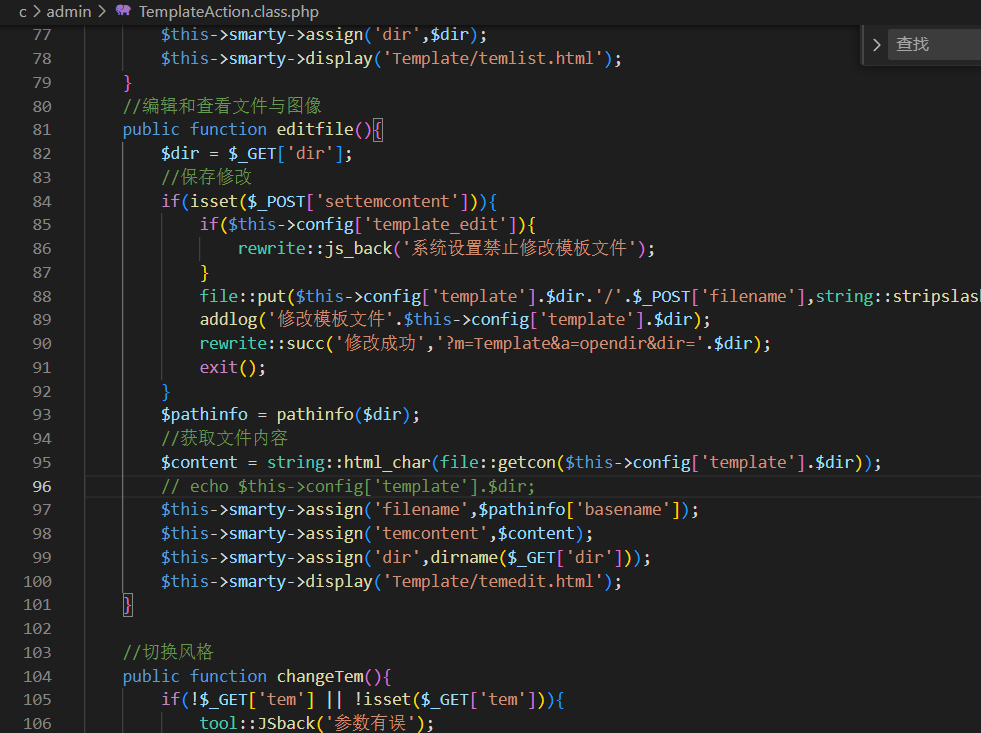 c > admin > TemplateAction.class.php
查找
77 $this->smarty->assign('dir',$dir);
78 $this->smarty->display('Template/temlist.html');
79 }
80 //编辑和查看文件与图像
81 public function editfile(){
82 $dir = $_GET['dir'];
83 //保存修改
84 if(isset($_POST['settemcontent'])){
85 if($this->config['template_edit']){
86 rewrite::js_back('系统设置禁止修改模板文件');
87 }
88 file::put($this->config['template'].$dir.'/'.$_POST['filename'],string::stripslas
89 addlog('修改模板文件'.$this->config['template'].$dir);
90 rewrite::succ('修改成功','?m=Template&a=opendir&dir='.$dir);
91 exit();
92 }
93 $pathinfo = pathinfo($dir);
94 //获取文件内容
95 $content = string::html_char(file::getcon($this->config['template'].$dir));
96 // echo $this->config['template'].$dir;
97 $this->smarty->assign('filename',$pathinfo['basename']);
98 $this->smarty->assign('temcontent',$content);
99 $this->smarty->assign('dir',dirname($_GET['dir']));
100 $this->smarty->display('Template/temedit.html');
101 }
102
103 //切换风格
104 public function changeTem(){
105 if(!$_GET['tem'] || !isset($_GET['tem'])){
106 tool::JSback('参数有误');